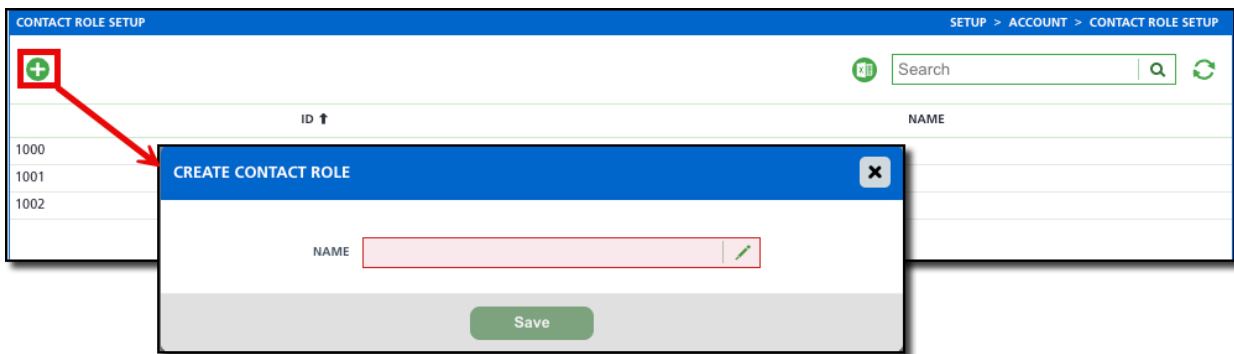 CONTACT ROLE SETUP SETUP > ACCOUNT > CONTACT ROLE SETUP
Search
ID NAME
1000
1001
1002
CREATE CONTACT ROLE
NAME
Save